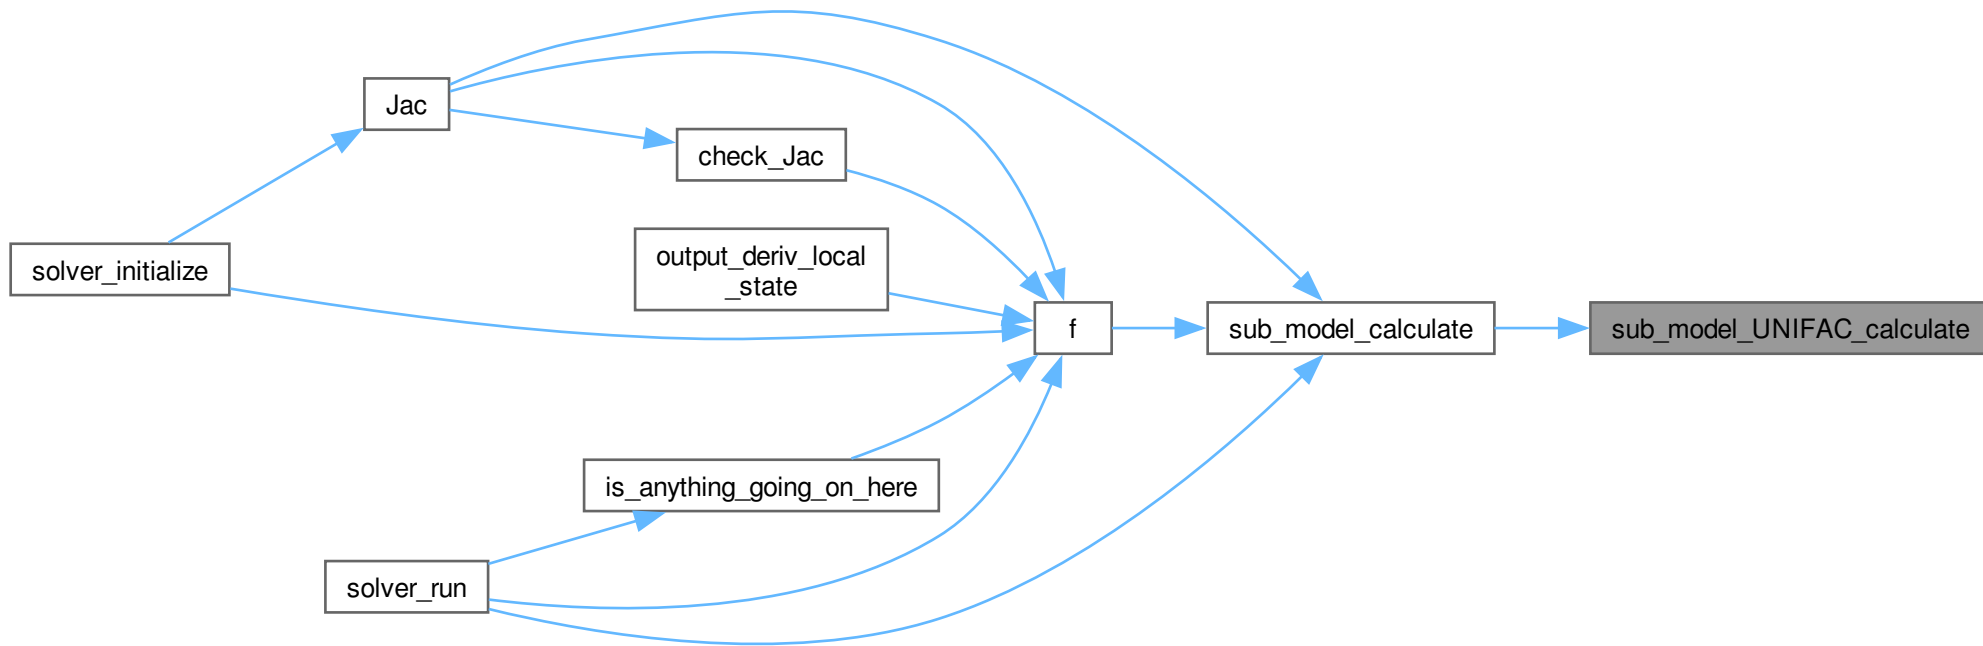 Jac
check_Jac
output_deriv_local
_state
solver_initialize
f
sub_model_calculate
sub_model_UNIFAC_calculate
is_anything_going_on_here
solver_run